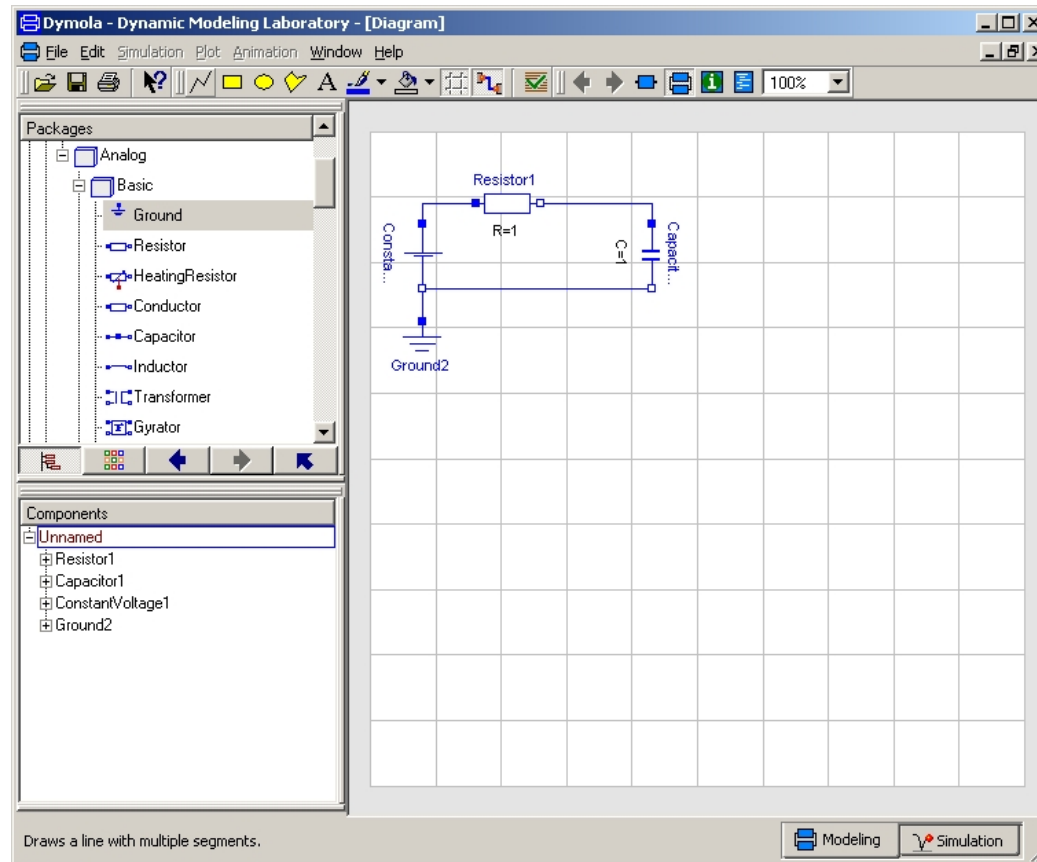 Dymola - Dynamic Modeling Laboratory - [Diagram]
File Edit Simulation Plot Animation Window Help
A
100%
Packages
Analog
Basic
Ground
Resistor
HeatingResistor
Conductor
Capacitor
Inductor
Transformer
Gyrator
Components
Unnamed
Resistor1
Capacitor1
ConstantVoltage1
Ground2
Resistor1
R=1
Consta...
C=1
Capacit...
Ground2
Draws a line with multiple segments.
Modeling
Simulation